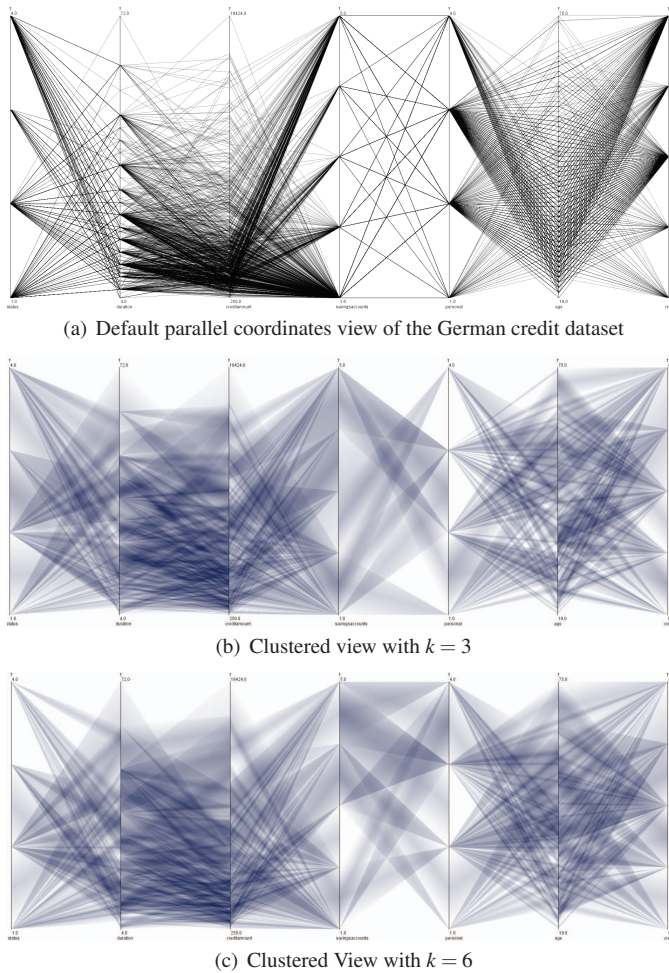 4.0 72.0 18424.0 5.0 4.0 75.0
1.0 4.0 250.0 1.0 1.0 19.0
status duration creditamount savingsaccounts personal age
(a) Default parallel coordinates view of the German credit dataset
4.0 72.0 18424.0 5.0 4.0 75.0
1.0 4.0 250.0 1.0 1.0 19.0
status duration creditamount savingsaccounts personal age
(b) Clustered view with k = 3
4.0 72.0 18424.0 5.0 4.0 75.0
1.0 4.0 250.0 1.0 1.0 19.0
status duration creditamount savingsaccounts personal age
(c) Clustered View with k = 6